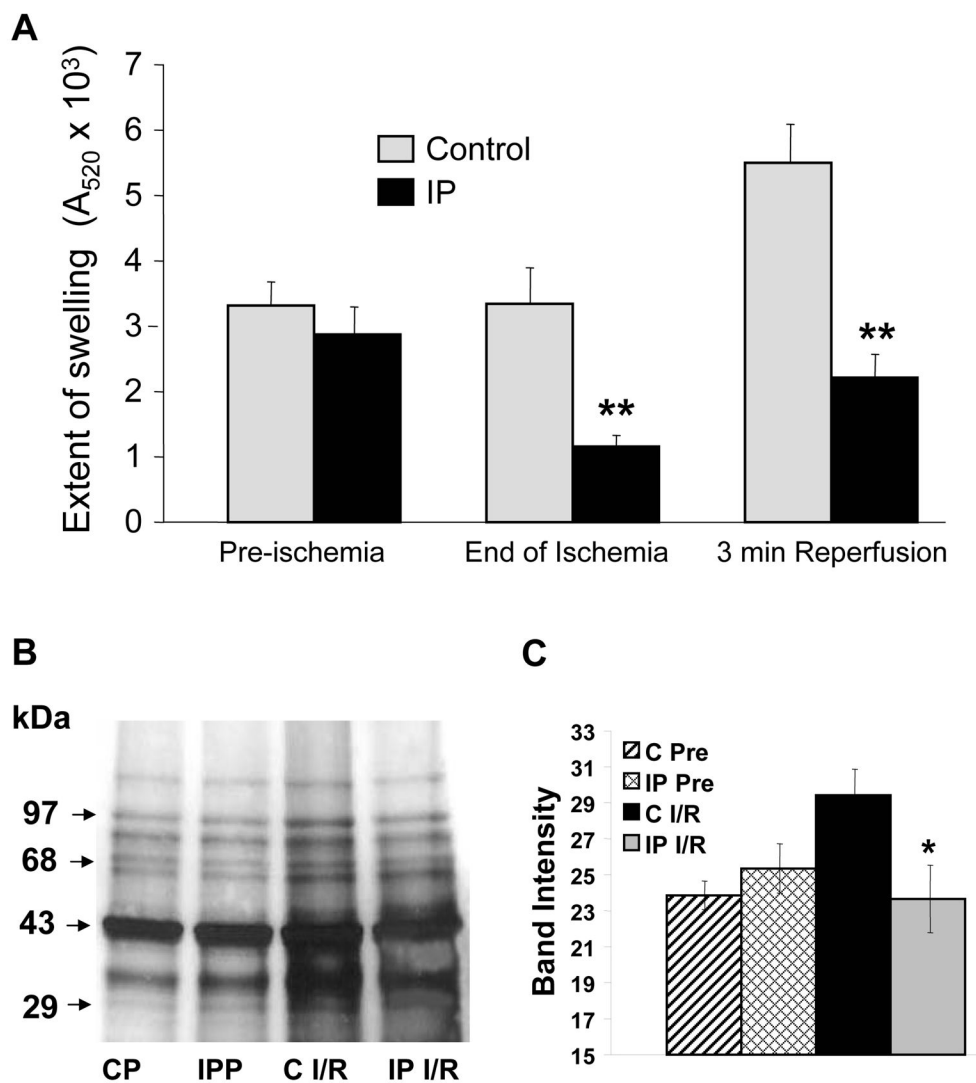 A
Extent of swelling (A₅₂₀ x 10³)
7
6
5
4
3
2
1
0
Control
IP
**
**
Pre-ischemia
End of Ischemia
3 min Reperfusion
B
kDa
97
68
43
29
CP
IPP
C I/R
IP I/R
C
Band Intensity
33
31
29
27
25
23
21
19
17
15
C Pre
IP Pre
C I/R
IP I/R
*